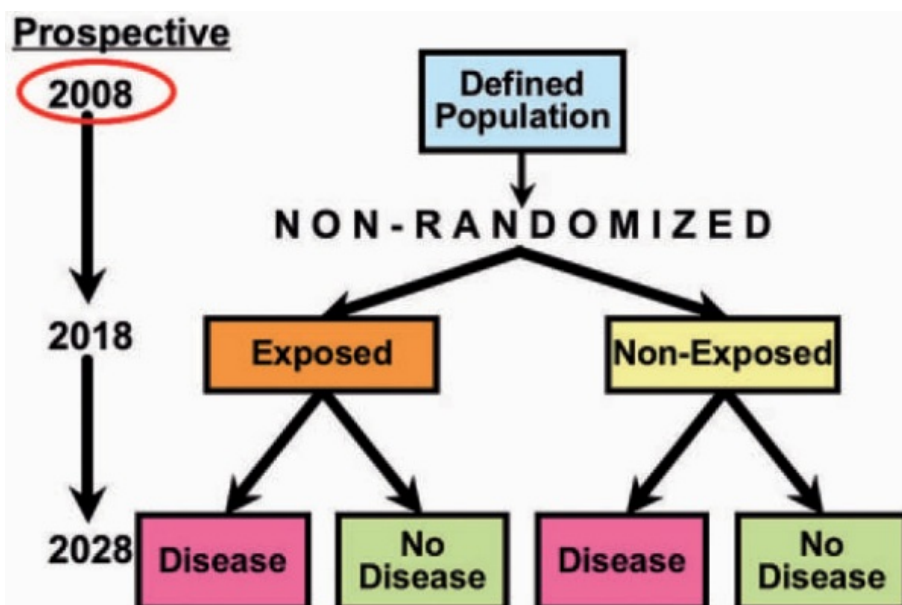 Prospective
2008
Defined
Population
NON-RANDOMIZED
2018
Exposed
Non-Exposed
2028
Disease
No
Disease
Disease
No
Disease